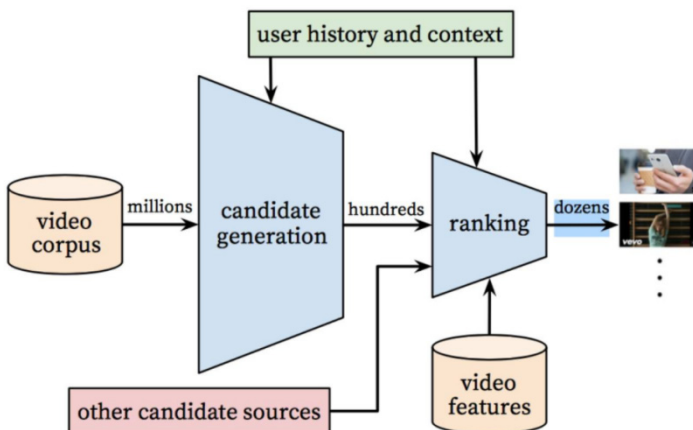 user history and context
video
corpus
millions
candidate
generation
hundreds
ranking
dozens
vevo
other candidate sources
video
features